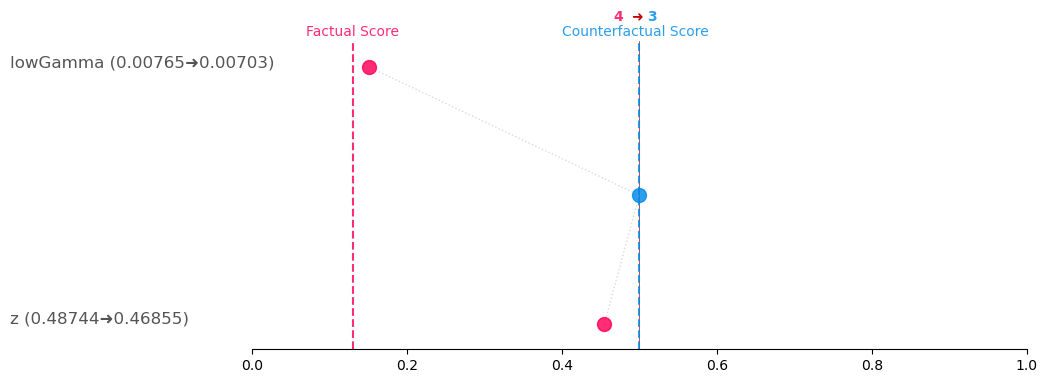 4 ➔ 3
Factual Score Counterfactual Score
lowGamma (0.00765➔0.00703)
z (0.48744➔0.46855)
0.0 0.2 0.4 0.6 0.8 1.0